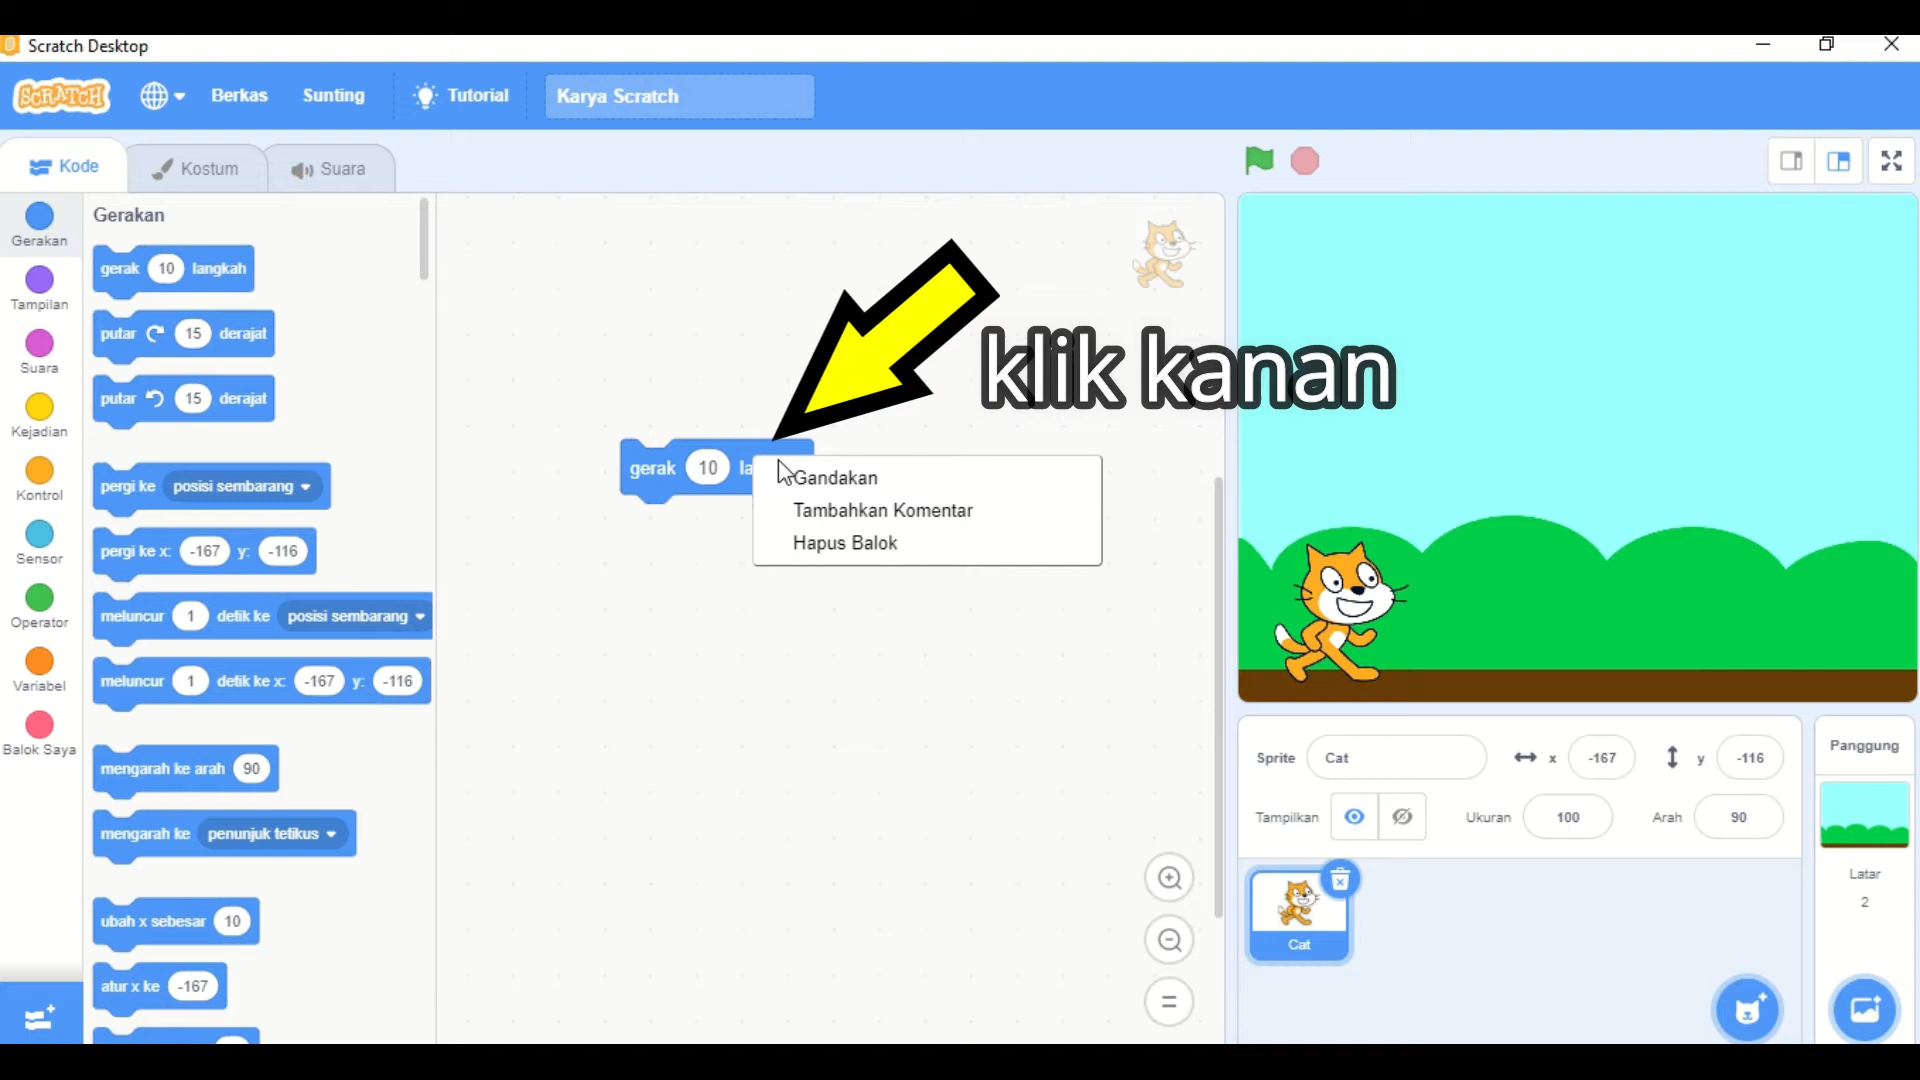 Scratch Desktop
SCRATCH
Berkas
Sunting
Tutorial
Karya Scratch
Kode
Kostum
Suara
Gerakan
Tampilan
Suara
Kejadian
Kontrol
Sensor
Operator
Variabel
Balok Saya
Gerakan
gerak 10 langkah
putar 15 derajat
putar 15 derajat
pergi ke posisi sembarang
pergi ke x: -167 y: -116
meluncur 1 detik ke posisi sembarang
meluncur 1 detik ke x: -167 y: -116
mengarah ke arah 90
mengarah ke penunjuk tetikus
ubah x sebesar 10
atur x ke -167
klik kanan
gerak 10 la
Gandakan
Tambahkan Komentar
Hapus Balok
Sprite Cat x -167 y -116
Tampilkan Ukuran 100 Arah 90
Cat
Panggung
Latar
2